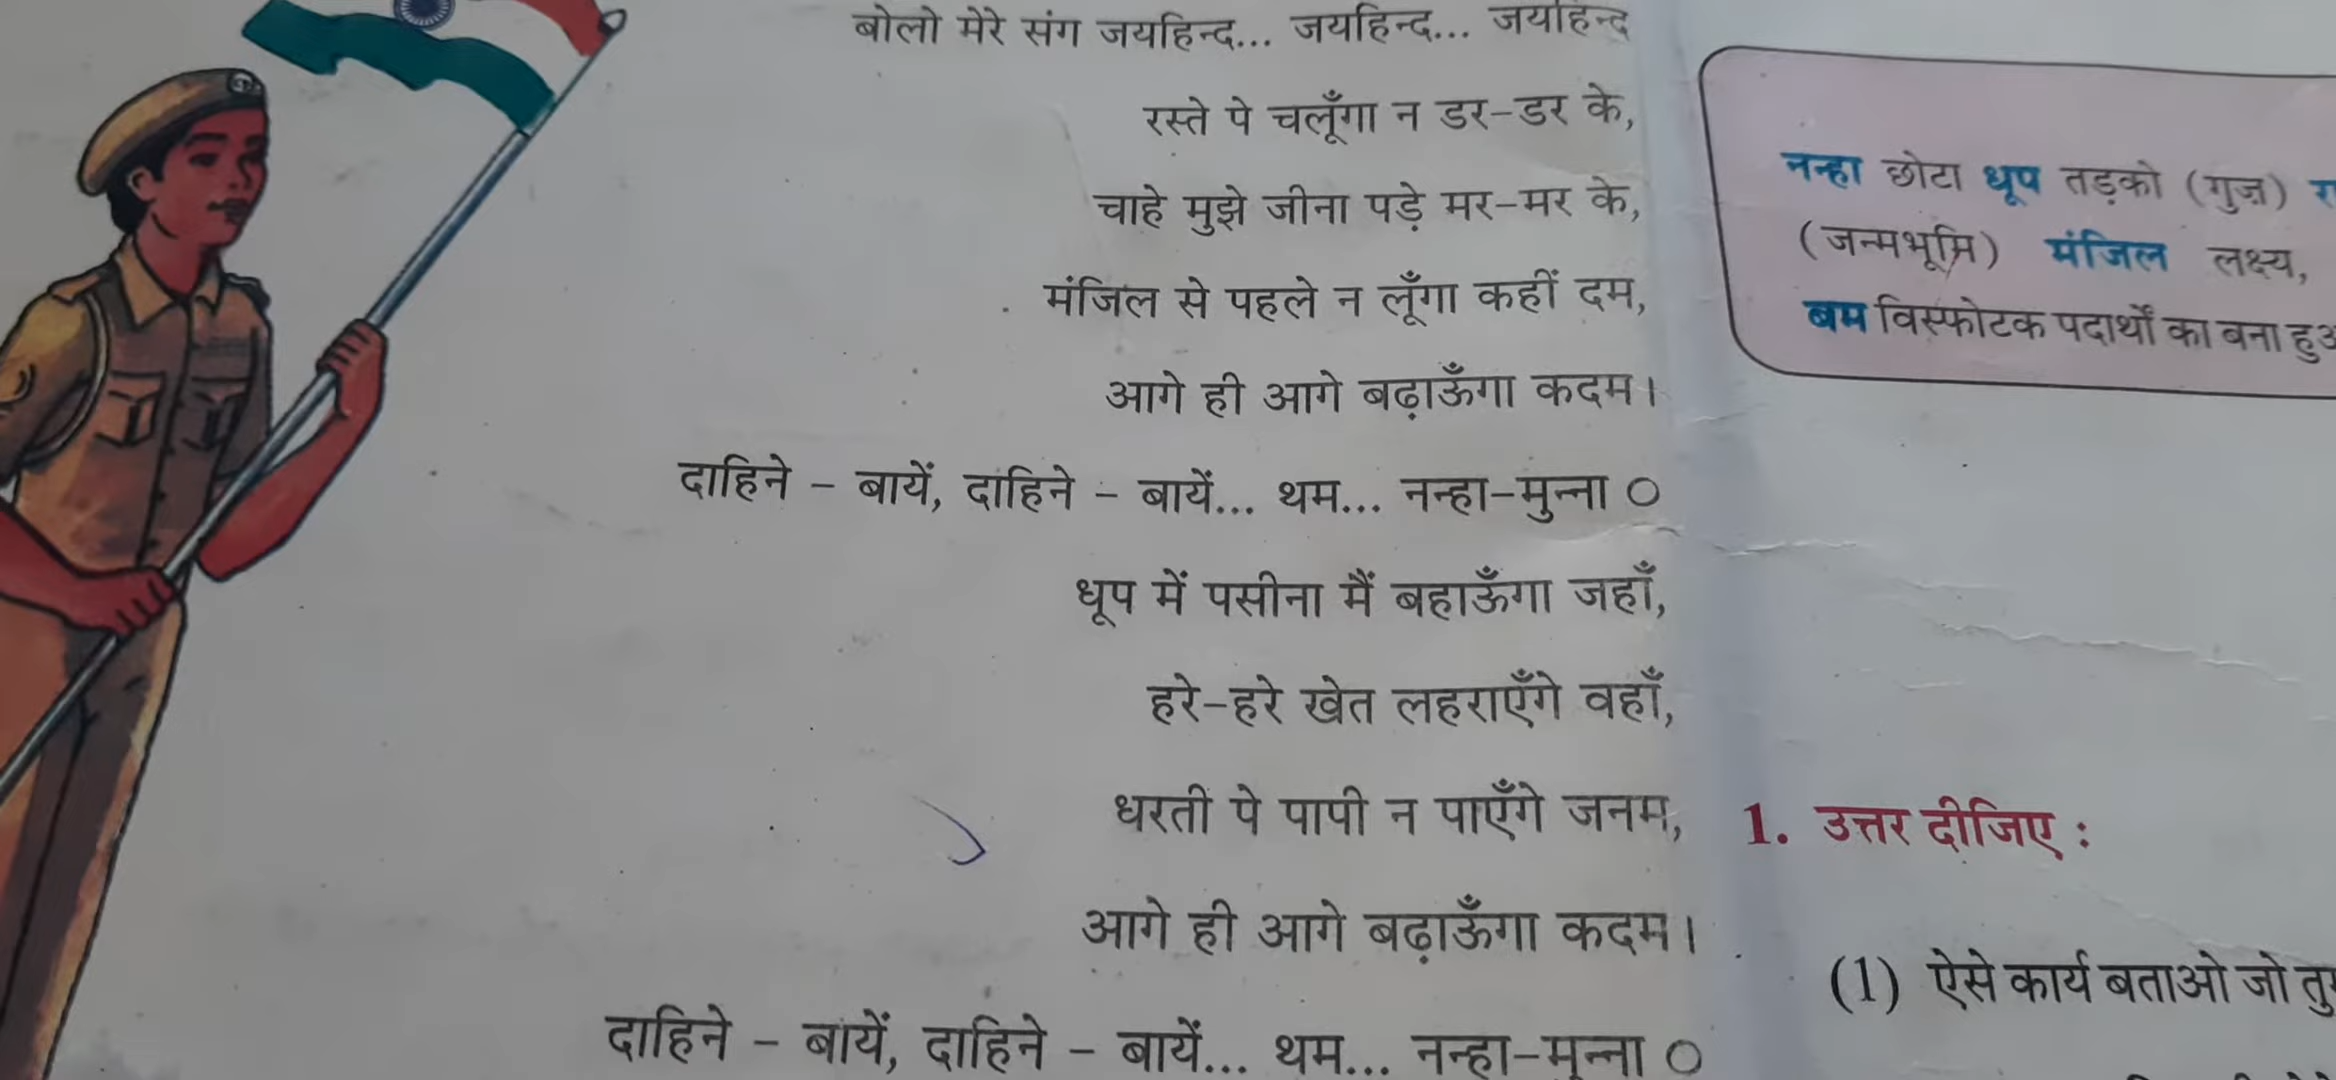 बोलो मेरे संग जयहिन्द... जयहिन्द... जयहिन्द
रस्ते पे चलूँगा न डर-डर के,
चाहे मुझे जीना पड़े मर-मर के,
मंजिल से पहले न लूँगा कहीं दम,
आगे ही आगे बढ़ाऊँगा कदम।
दाहिने - बायें, दाहिने - बायें... थम... नन्हा-मुन्ना ○
धूप में पसीना मैं बहाऊँगा जहाँ,
हरे-हरे खेत लहराएँगे वहाँ,
धरती पे पापी न पाएँगे जनम,
आगे ही आगे बढ़ाऊँगा कदम।
दाहिने - बायें, दाहिने - बायें... थम... नन्हा-मुन्ना ○
नन्हा छोटा धूप तड़को (गुज़)
(जन्मभूमि) मंजिल लक्ष्य,
बम विस्फोटक पदार्थों का बना
1. उत्तर दीजिए :
(1) ऐसे कार्य बताओ जो